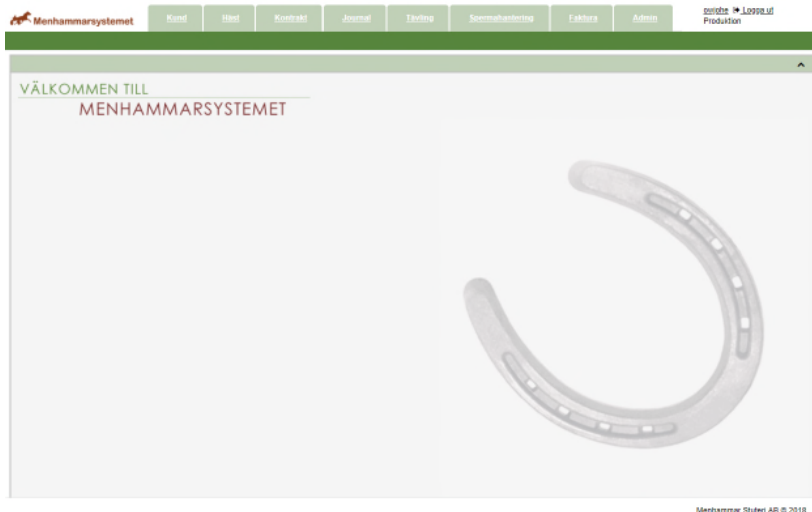 Menhammarsystemet
Kund Häst Kontrakt Journal Tävling Spermahantering Faktura Admin
Logga ut
Produktion
VÄLKOMMEN TILL
MENHAMMARSYSTEMET
Menhammar Stuteri AB © 2018